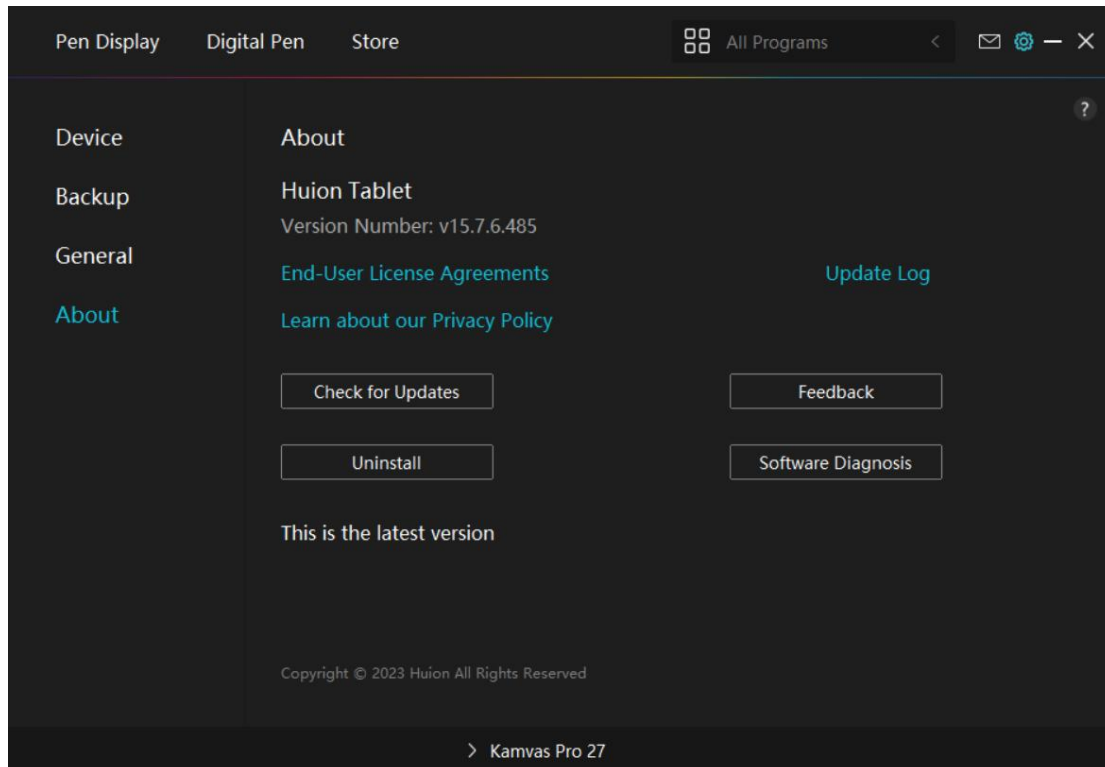 Pen Display Digital Pen Store All Programs
?
Device
Backup
General
About
About
Huion Tablet
Version Number: v15.7.6.485
End-User License Agreements Update Log
Learn about our Privacy Policy
Check for Updates Feedback
Uninstall Software Diagnosis
This is the latest version
Copyright © 2023 Huion All Rights Reserved
Kamvas Pro 27